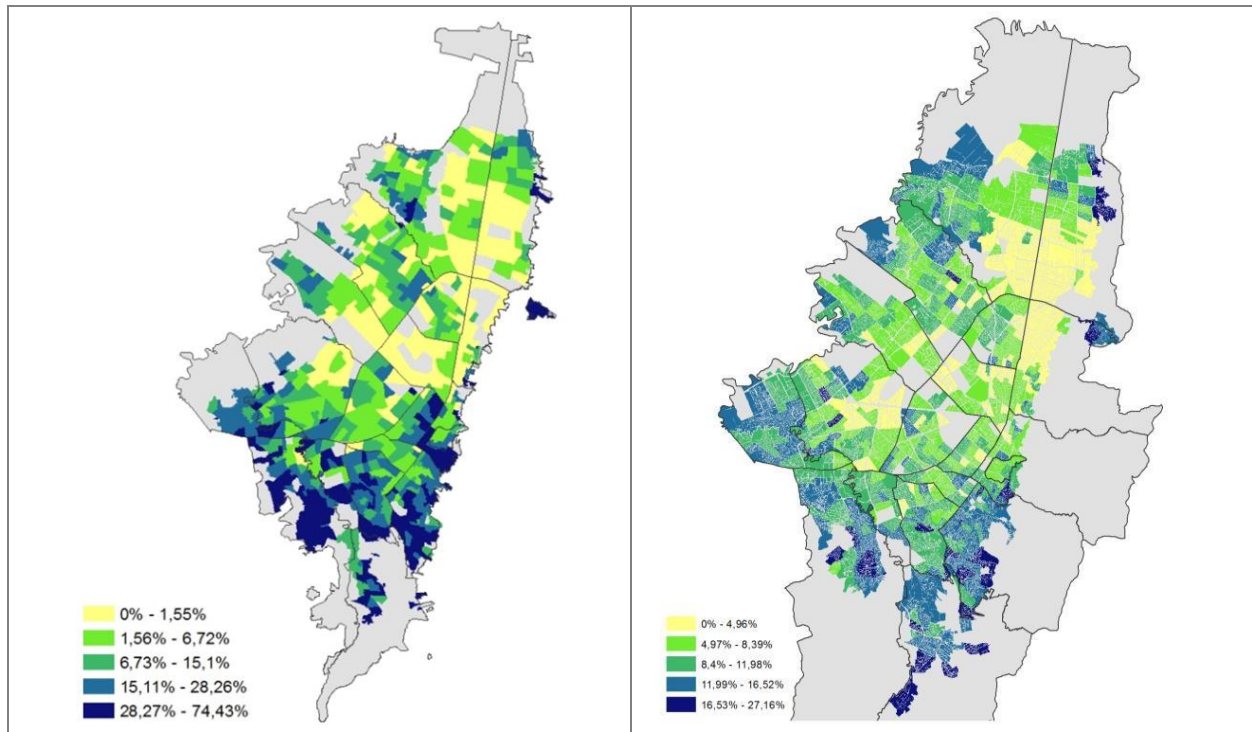 0% - 1,55%
1,56% - 6,72%
6,73% - 15,1%
15,11% - 28,26%
28,27% - 74,43%
0% - 4,96%
4,97% - 8,39%
8,4% - 11,98%
11,99% - 16,52%
16,53% - 27,16%